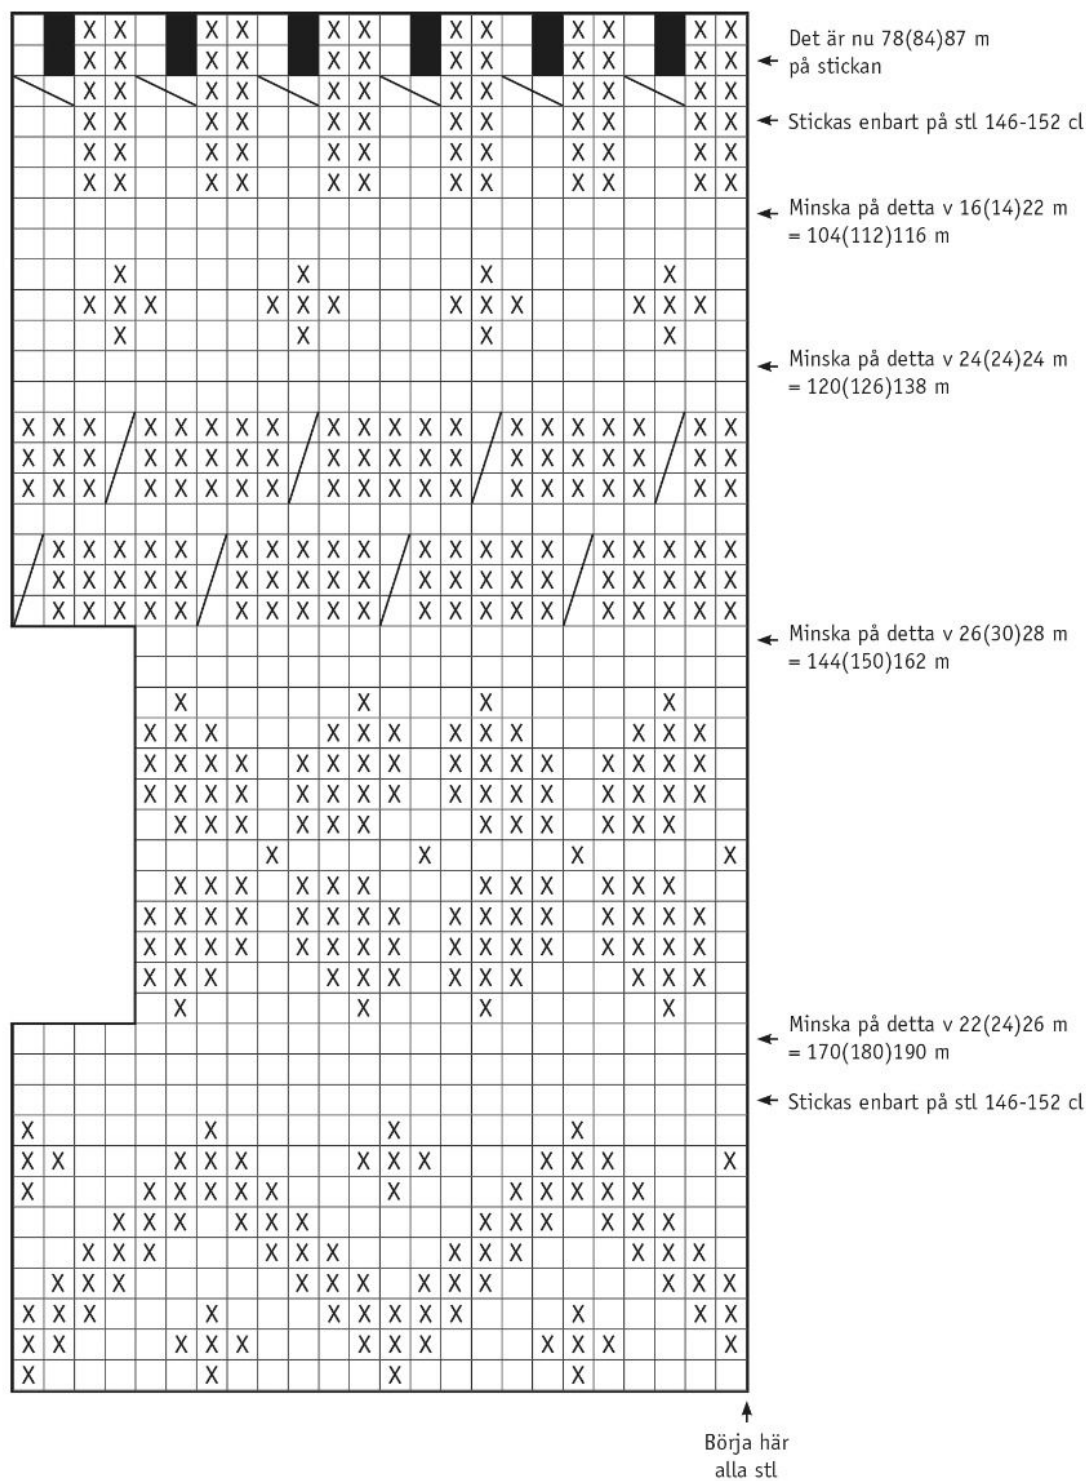 Det är nu 78(84)87 m
på stickan
Stickas enbart på stl 146-152 cl
Minska på detta v 16(14)22 m
= 104(112)116 m
Minska på detta v 24(24)24 m
= 120(126)138 m
Minska på detta v 26(30)28 m
= 144(150)162 m
Minska på detta v 22(24)26 m
= 170(180)190 m
Stickas enbart på stl 146-152 cl
Börja här
alla stl